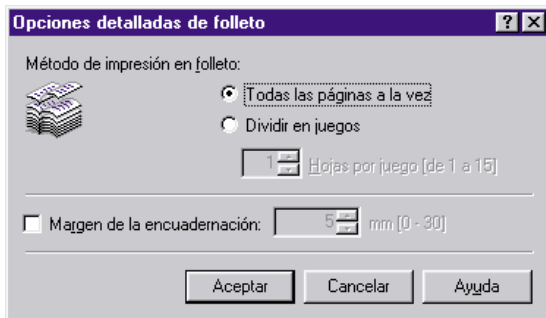 Opciones detalladas de folleto
Método de impresión en folleto:
Todas las páginas a la vez
Dividir en juegos
1 Hojas por juego [de 1 a 15]
Margen de la encuadernación: 5 mm [0 - 30]
Aceptar Cancelar Ayuda